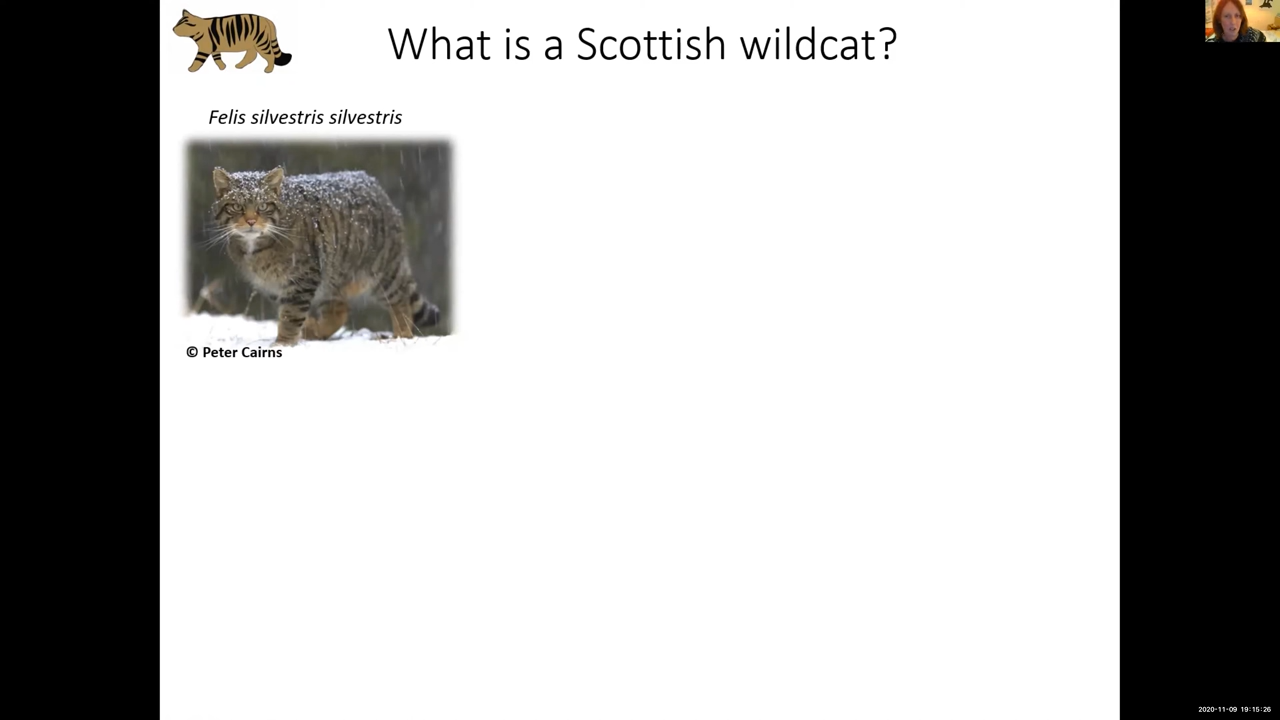 What is a Scottish wildcat?
Felis silvestris silvestris
© Peter Cairns
2020-11-09 19:15:26